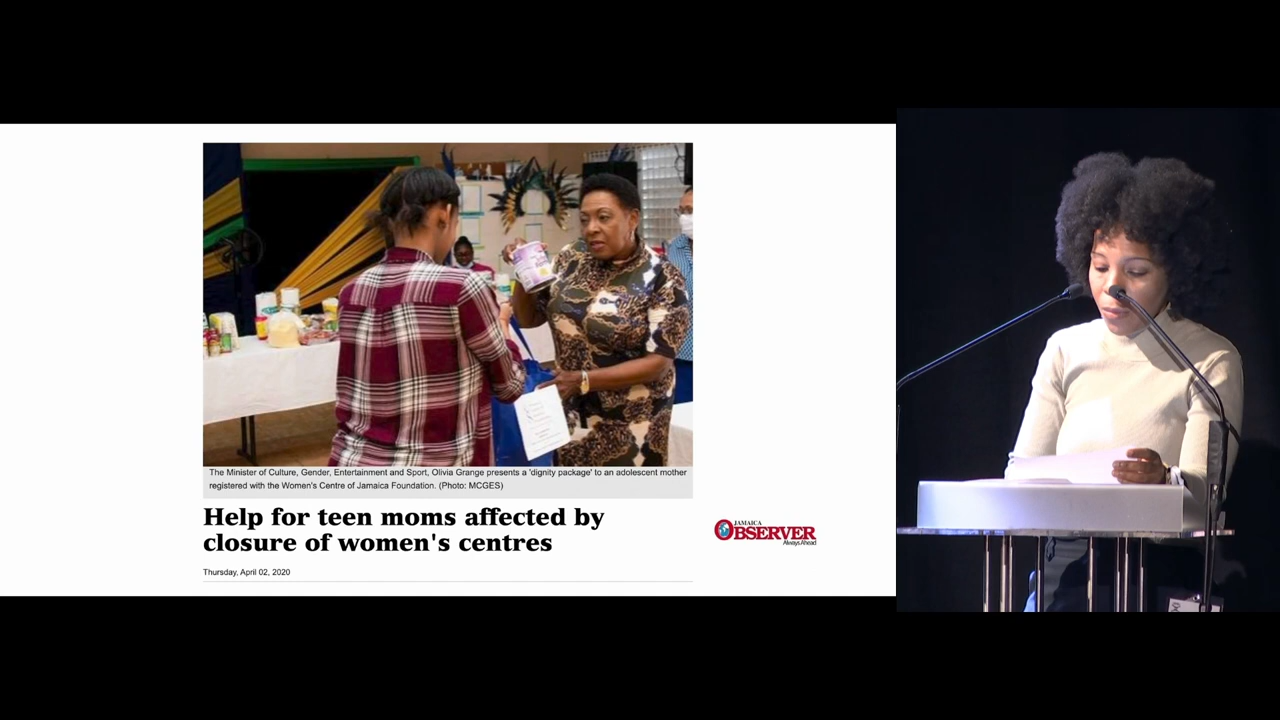 The Minister of Culture, Gender, Entertainment and Sport, Olivia Grange presents a 'dignity package' to an adolescent mother
registered with the Women's Centre of Jamaica Foundation. (Photo: MCGES)
Help for teen moms affected by
closure of women's centres
JAMAICA
OBSERVER
Always Ahead
Thursday, April 02, 2020